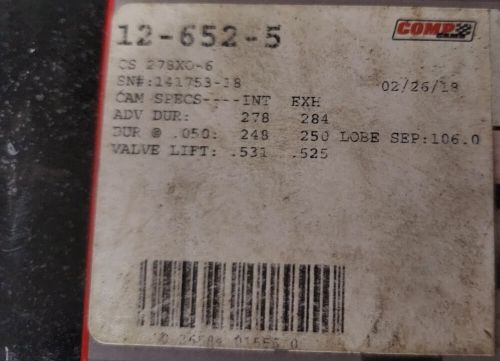 12-652-5
COMP
CAMS
CS 278XO-6
SN#:141753-18 02/26/18
CAM SPECS----INT EXH
ADV DUR: 278 284
DUR @ .050: 248 250 LOBE SEP:106.0
VALVE LIFT: .531 .525